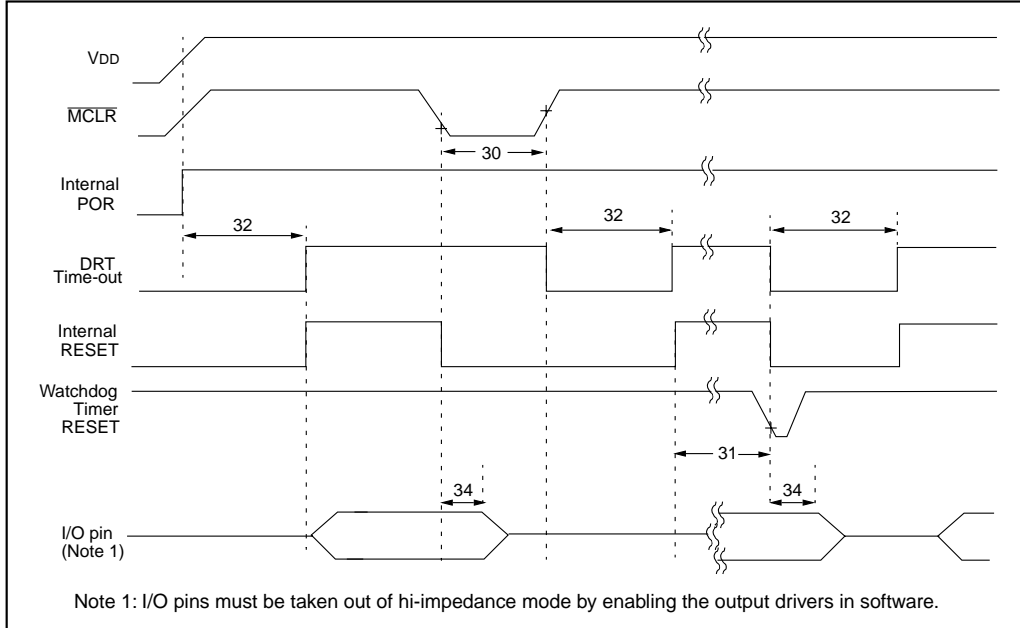 VDD
MCLR
30
Internal
POR
32
32
32
DRT
Time-out
Internal
RESET
Watchdog
Timer
RESET
31
34
34
I/O pin
(Note 1)
Note 1: I/O pins must be taken out of hi-impedance mode by enabling the output drivers in software.